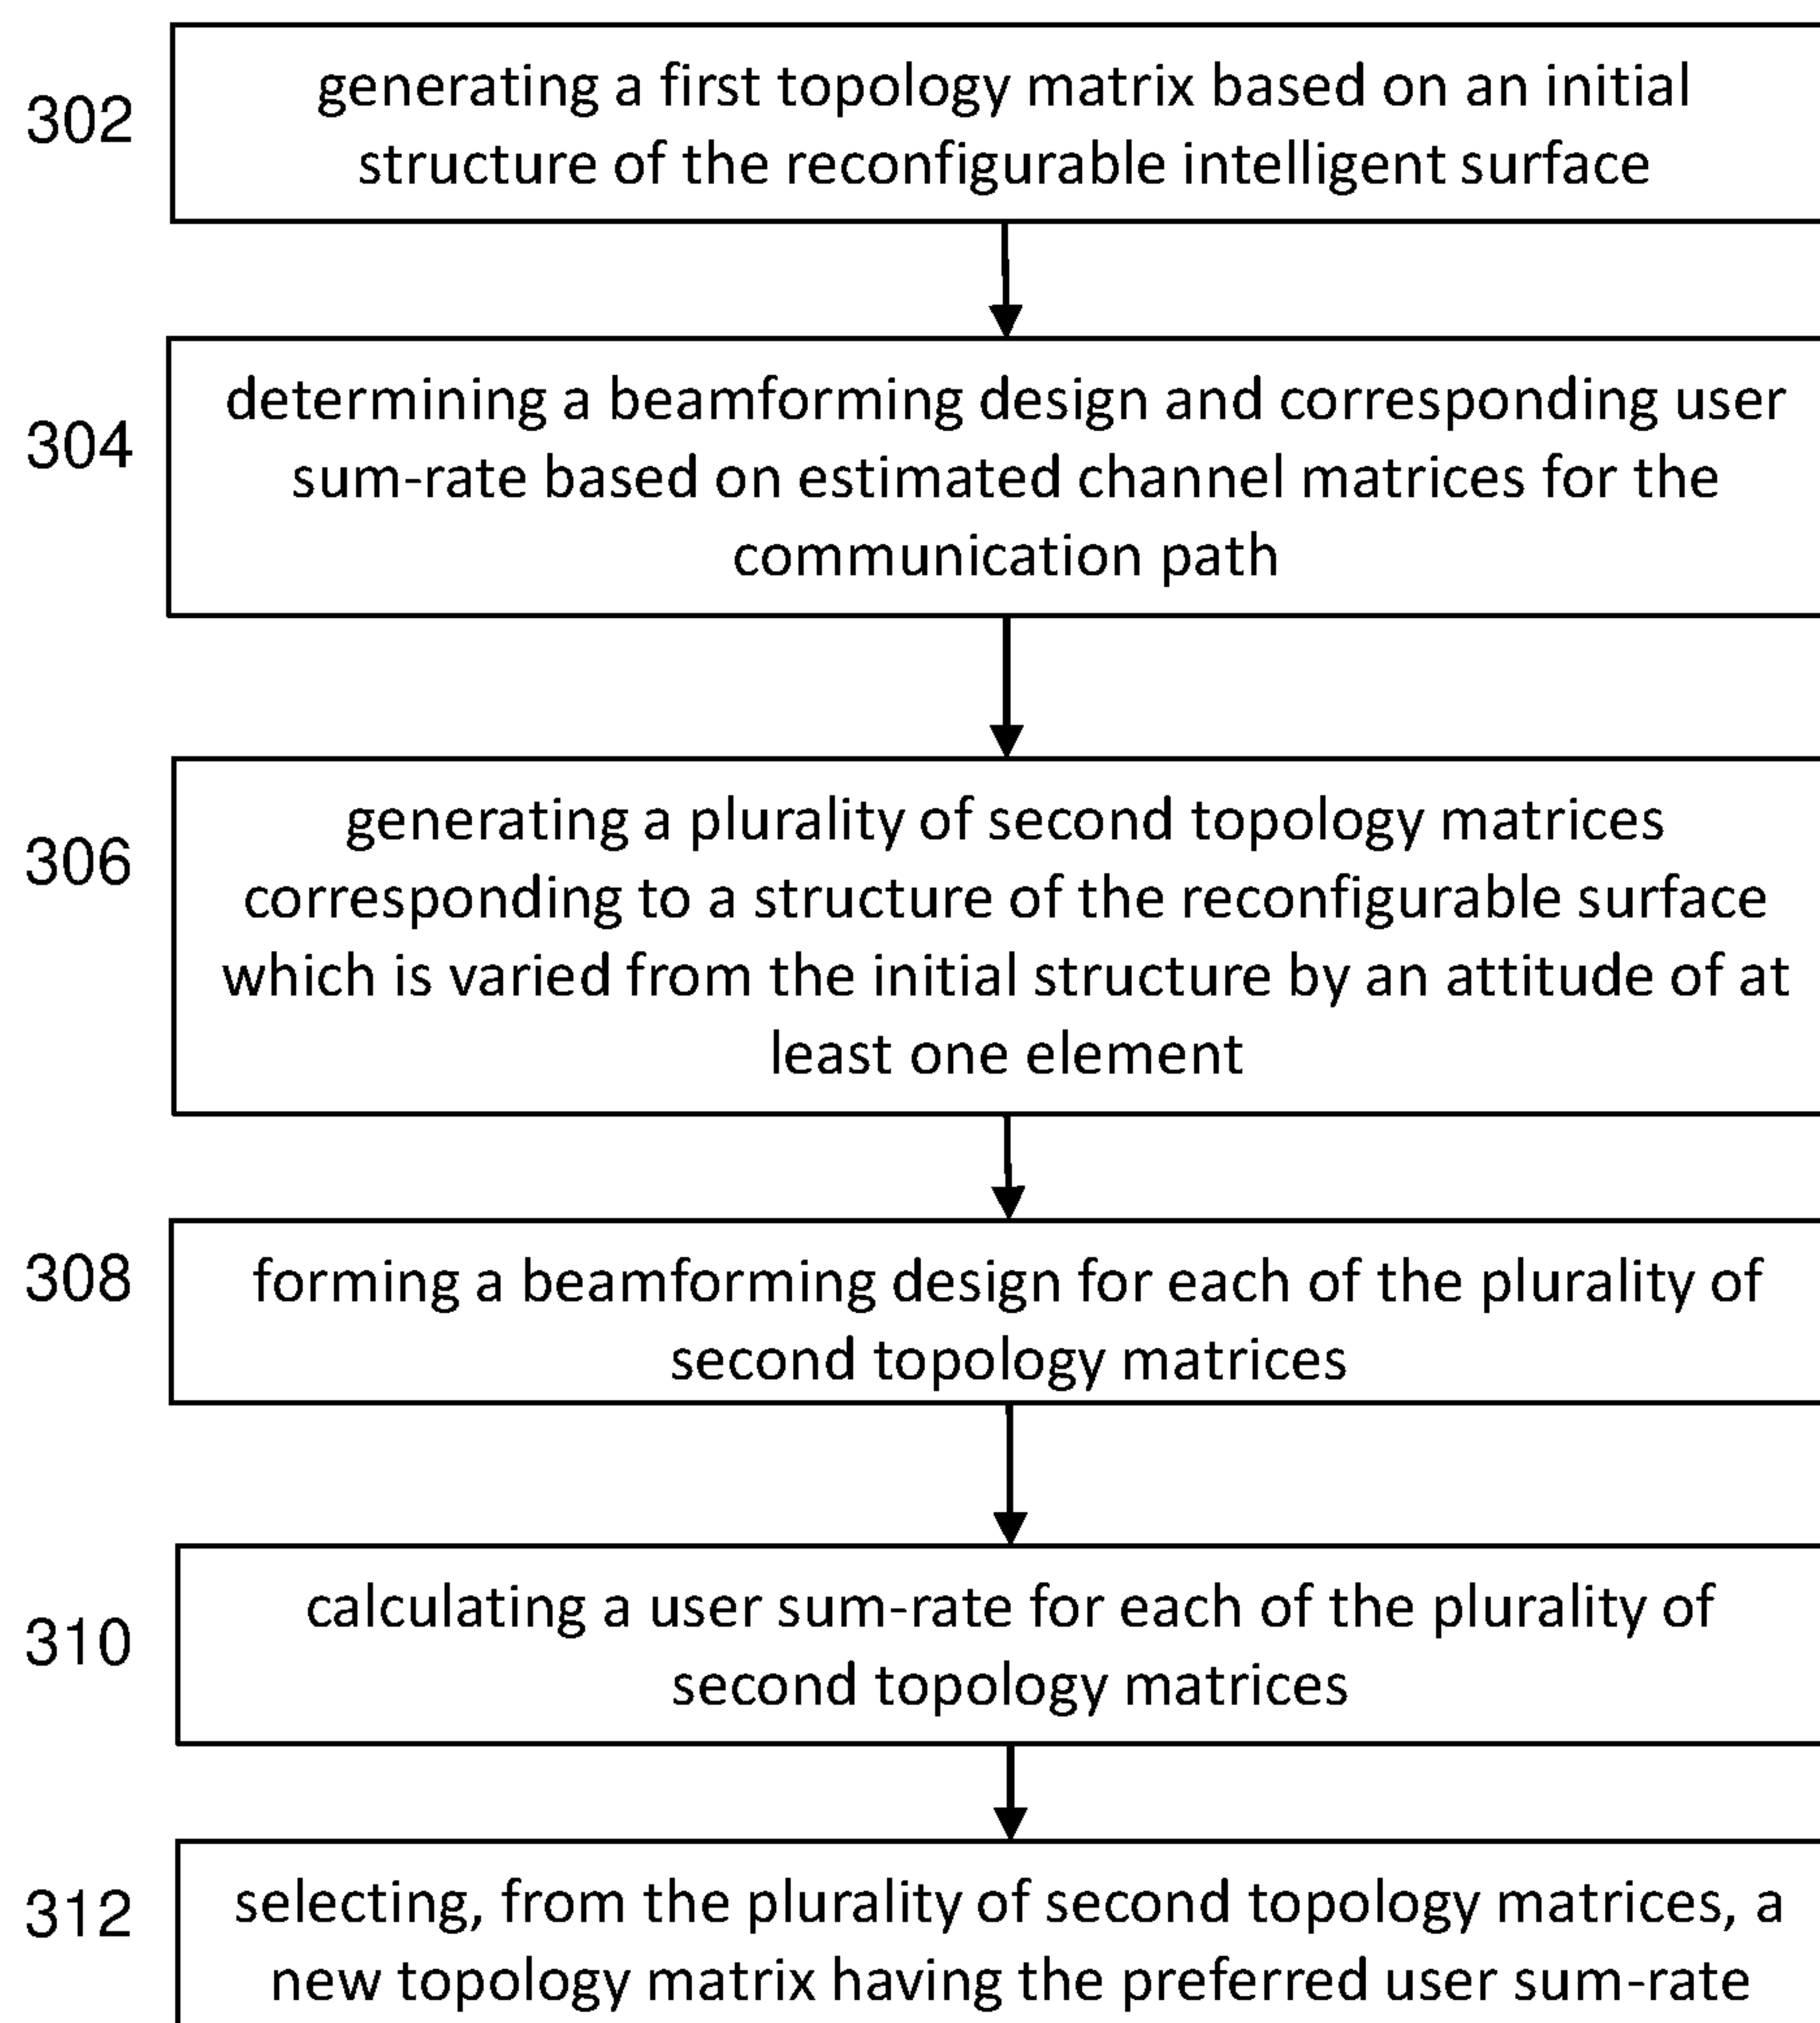 302
generating a first topology matrix based on an initial
structure of the reconfigurable intelligent surface
304
determining a beamforming design and corresponding user
sum-rate based on estimated channel matrices for the
communication path
306
generating a plurality of second topology matrices
corresponding to a structure of the reconfigurable surface
which is varied from the initial structure by an attitude of at
least one element
308
forming a beamforming design for each of the plurality of
second topology matrices
310
calculating a user sum-rate for each of the plurality of
second topology matrices
312
selecting, from the plurality of second topology matrices, a
new topology matrix having the preferred user sum-rate